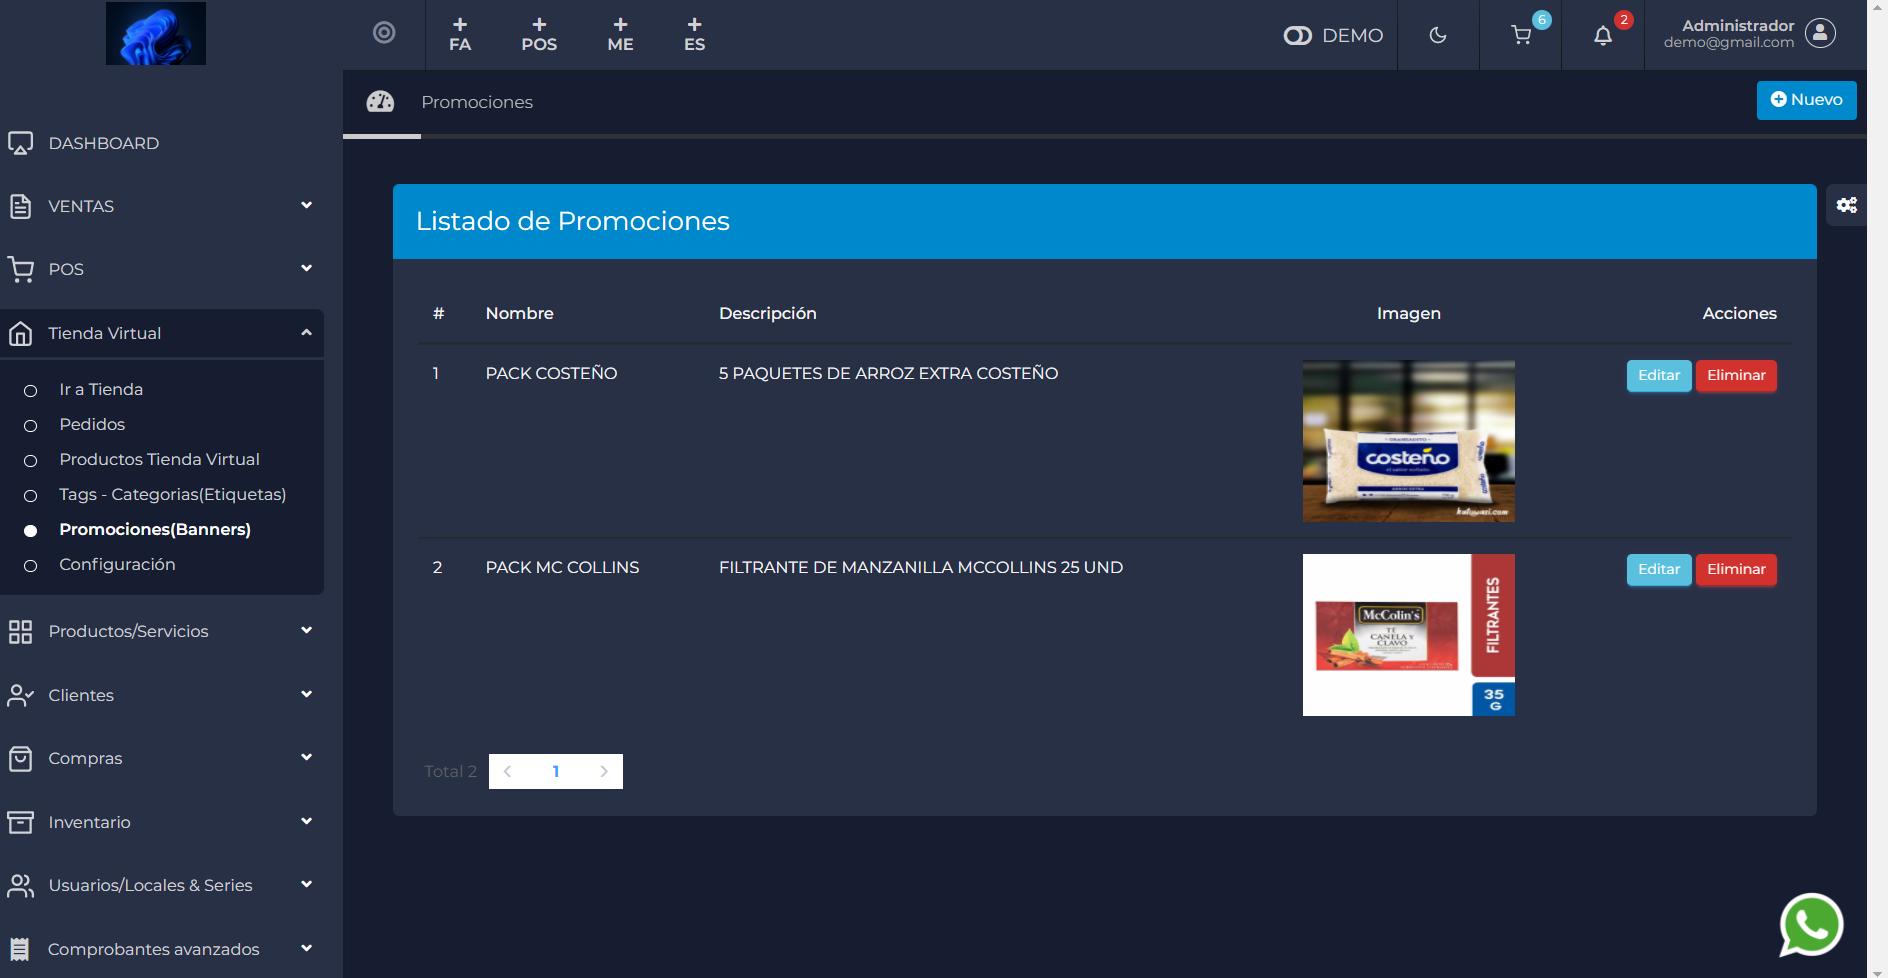 FA
POS
ME
ES
DEMO
6
2
Administrador
demo@gmail.com
Promociones
Nuevo
DASHBOARD
VENTAS
POS
Tienda Virtual
Ir a Tienda
Pedidos
Productos Tienda Virtual
Tags - Categorias(Etiquetas)
Promociones(Banners)
Configuración
Productos/Servicios
Clientes
Compras
Inventario
Usuarios/Locales & Series
Comprobantes avanzados
Listado de Promociones
# Nombre Descripción Imagen Acciones
1 PACK COSTEÑO 5 PAQUETES DE ARROZ EXTRA COSTEÑO Editar Eliminar
GRANEADITO
costeño
ARROZ EXTRA
2 PACK MC COLLINS FILTRANTE DE MANZANILLA MCCOLLINS 25 UND Editar Eliminar
McColin's
TÉ
CANELA Y
CLAVO
FILTRANTES
35
G
Total 2 1